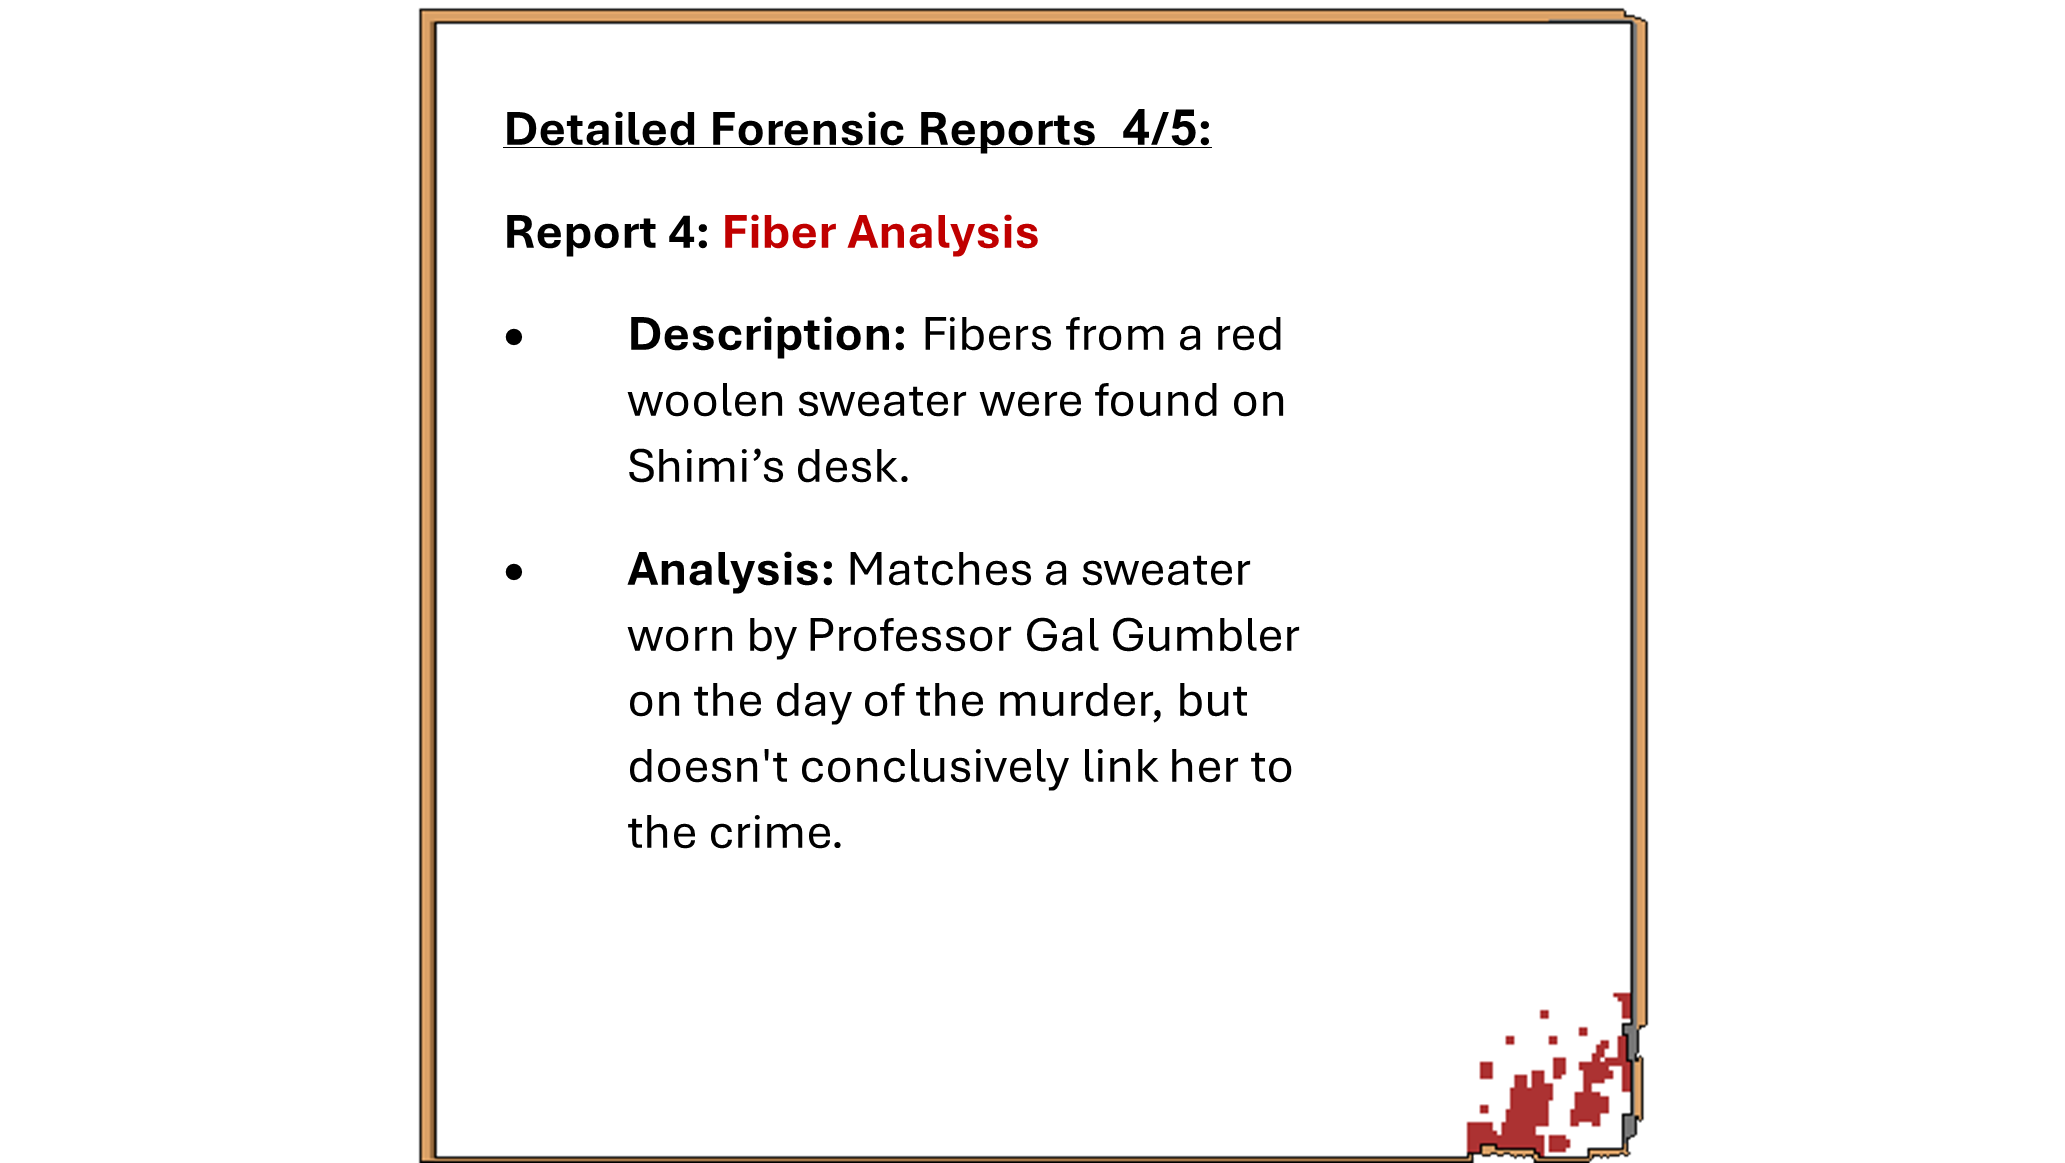 Detailed Forensic Reports  4/5:
Report 4: Fiber Analysis
• Description: Fibers from a red
woolen sweater were found on
Shimi’s desk.
• Analysis: Matches a sweater
worn by Professor Gal Gumbler
on the day of the murder, but
doesn't conclusively link her to
the crime.